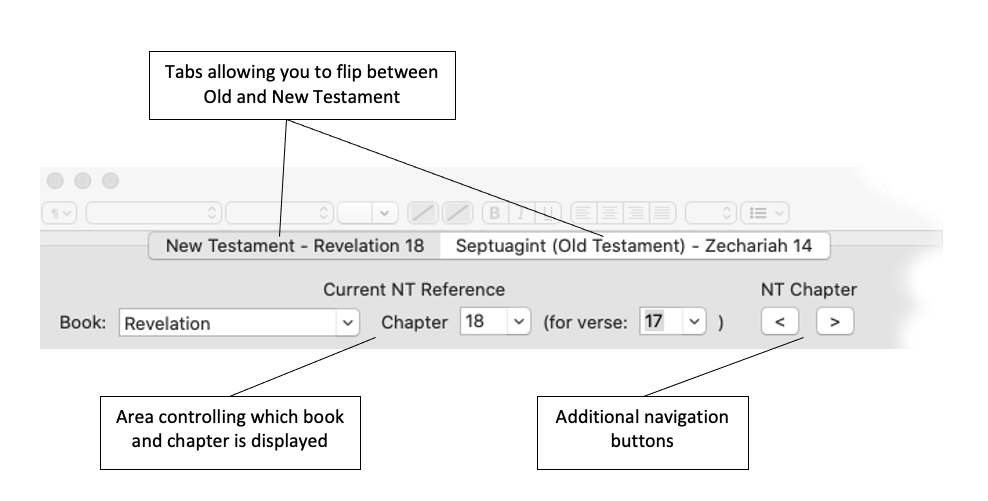 Tabs allowing you to flip between
Old and New Testament
¶
B I U
New Testament - Revelation 18 Septuagint (Old Testament) - Zechariah 14
Current NT Reference NT Chapter
Book: Revelation Chapter 18 (for verse: 17 ) < >
Area controlling which book
and chapter is displayed
Additional navigation
buttons